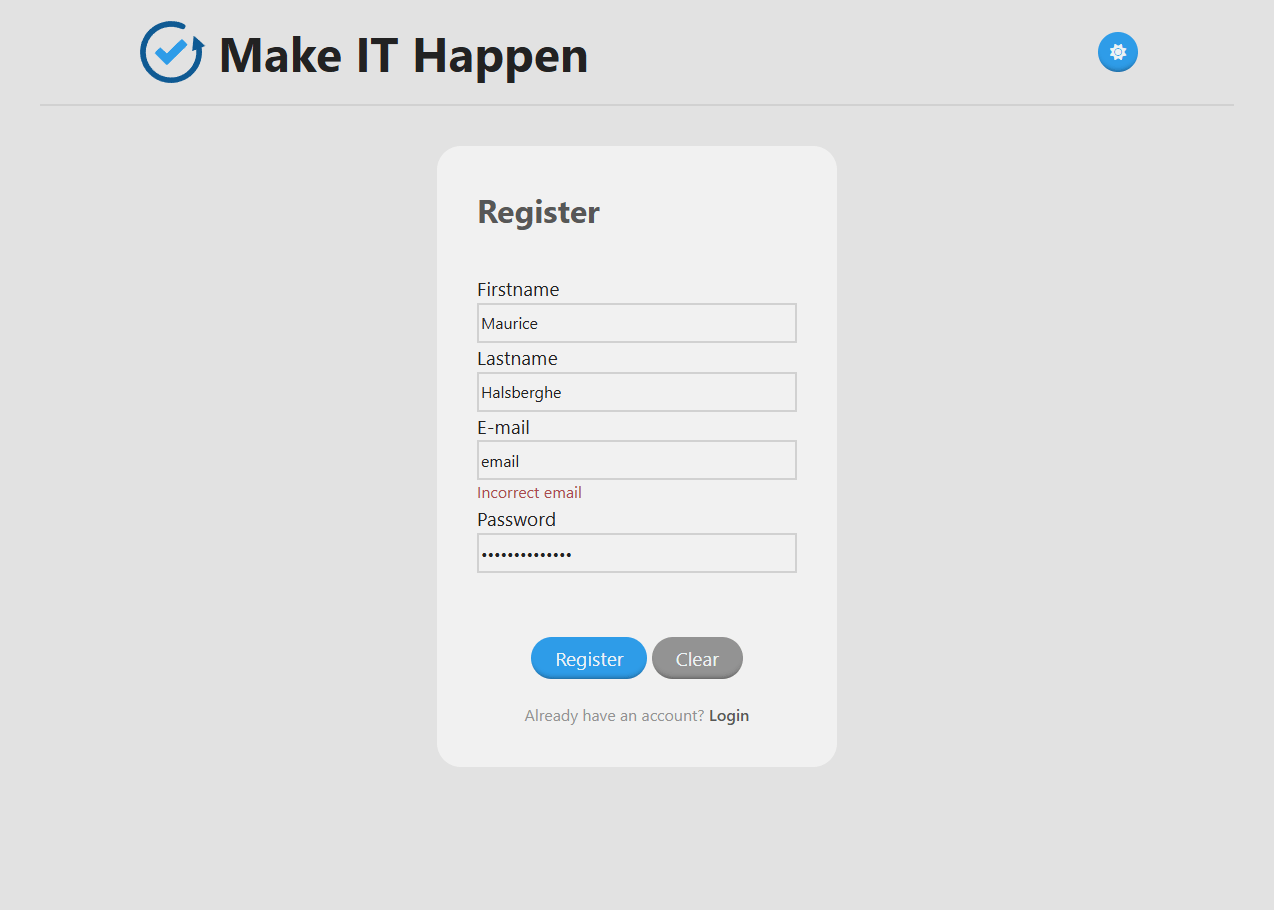 Make IT Happen
Register
Firstname
Maurice
Lastname
Halsberghe
E-mail
email
Incorrect email
Password
••••••••••••••
Register Clear
Already have an account? Login